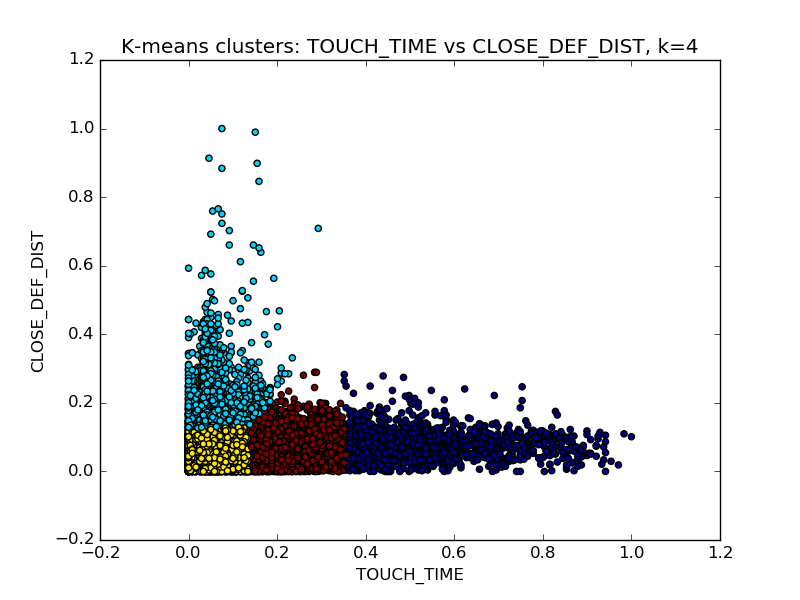 K-means clusters: TOUCH_TIME vs CLOSE_DEF_DIST, k=4
1.2
1.0
0.8
0.6
0.4
0.2
0.0
−0.2
CLOSE_DEF_DIST
−0.2 0.0 0.2 0.4 0.6 0.8 1.0 1.2
TOUCH_TIME